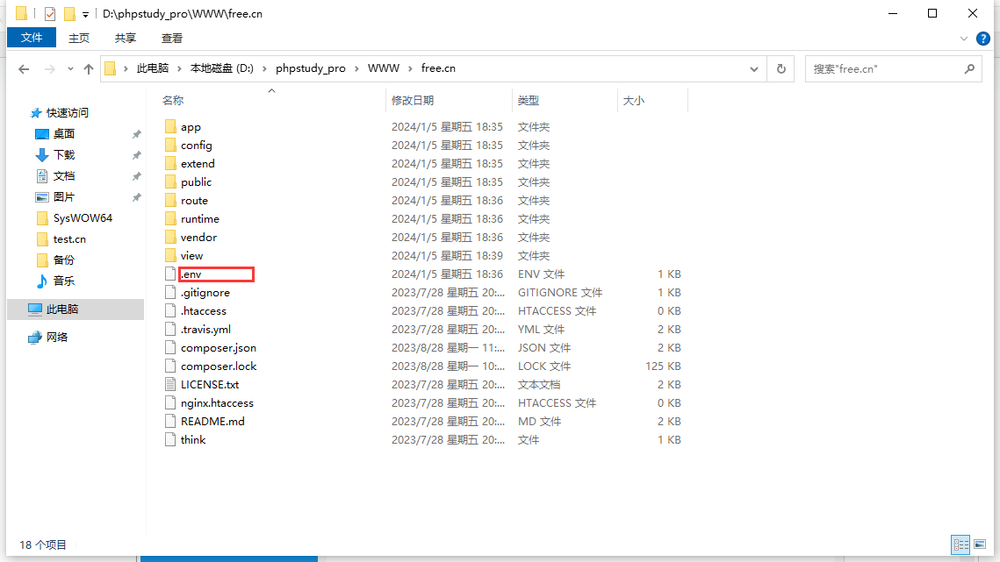 D:\phpstudy_pro\WWW\free.cn
文件 主页 共享 查看
此电脑 本地磁盘 (D:) phpstudy_pro WWW free.cn 搜索"free.cn"
名称 修改日期 类型 大小
快速访问
桌面
下载
文档
图片
SysWOW64
test.cn
备份
音乐
此电脑
网络
app 2024/1/5 星期五 18:35 文件夹
config 2024/1/5 星期五 18:35 文件夹
extend 2024/1/5 星期五 18:35 文件夹
public 2024/1/5 星期五 18:35 文件夹
route 2024/1/5 星期五 18:36 文件夹
runtime 2024/1/5 星期五 18:36 文件夹
vendor 2024/1/5 星期五 18:36 文件夹
view 2024/1/5 星期五 18:39 文件夹
.env 2024/1/5 星期五 18:36 ENV 文件 1 KB
.gitignore 2023/7/28 星期五 20:... GITIGNORE 文件 1 KB
.htaccess 2023/7/28 星期五 20:... HTACCESS 文件 0 KB
.travis.yml 2023/7/28 星期五 20:... YML 文件 2 KB
composer.json 2023/8/28 星期一 11:... JSON 文件 2 KB
composer.lock 2023/8/28 星期一 10:... LOCK 文件 125 KB
LICENSE.txt 2023/7/28 星期五 20:... 文本文档 2 KB
nginx.htaccess 2023/7/28 星期五 20:... HTACCESS 文件 0 KB
README.md 2023/7/28 星期五 20:... MD 文件 2 KB
think 2023/7/28 星期五 20:... 文件 1 KB
18 个项目